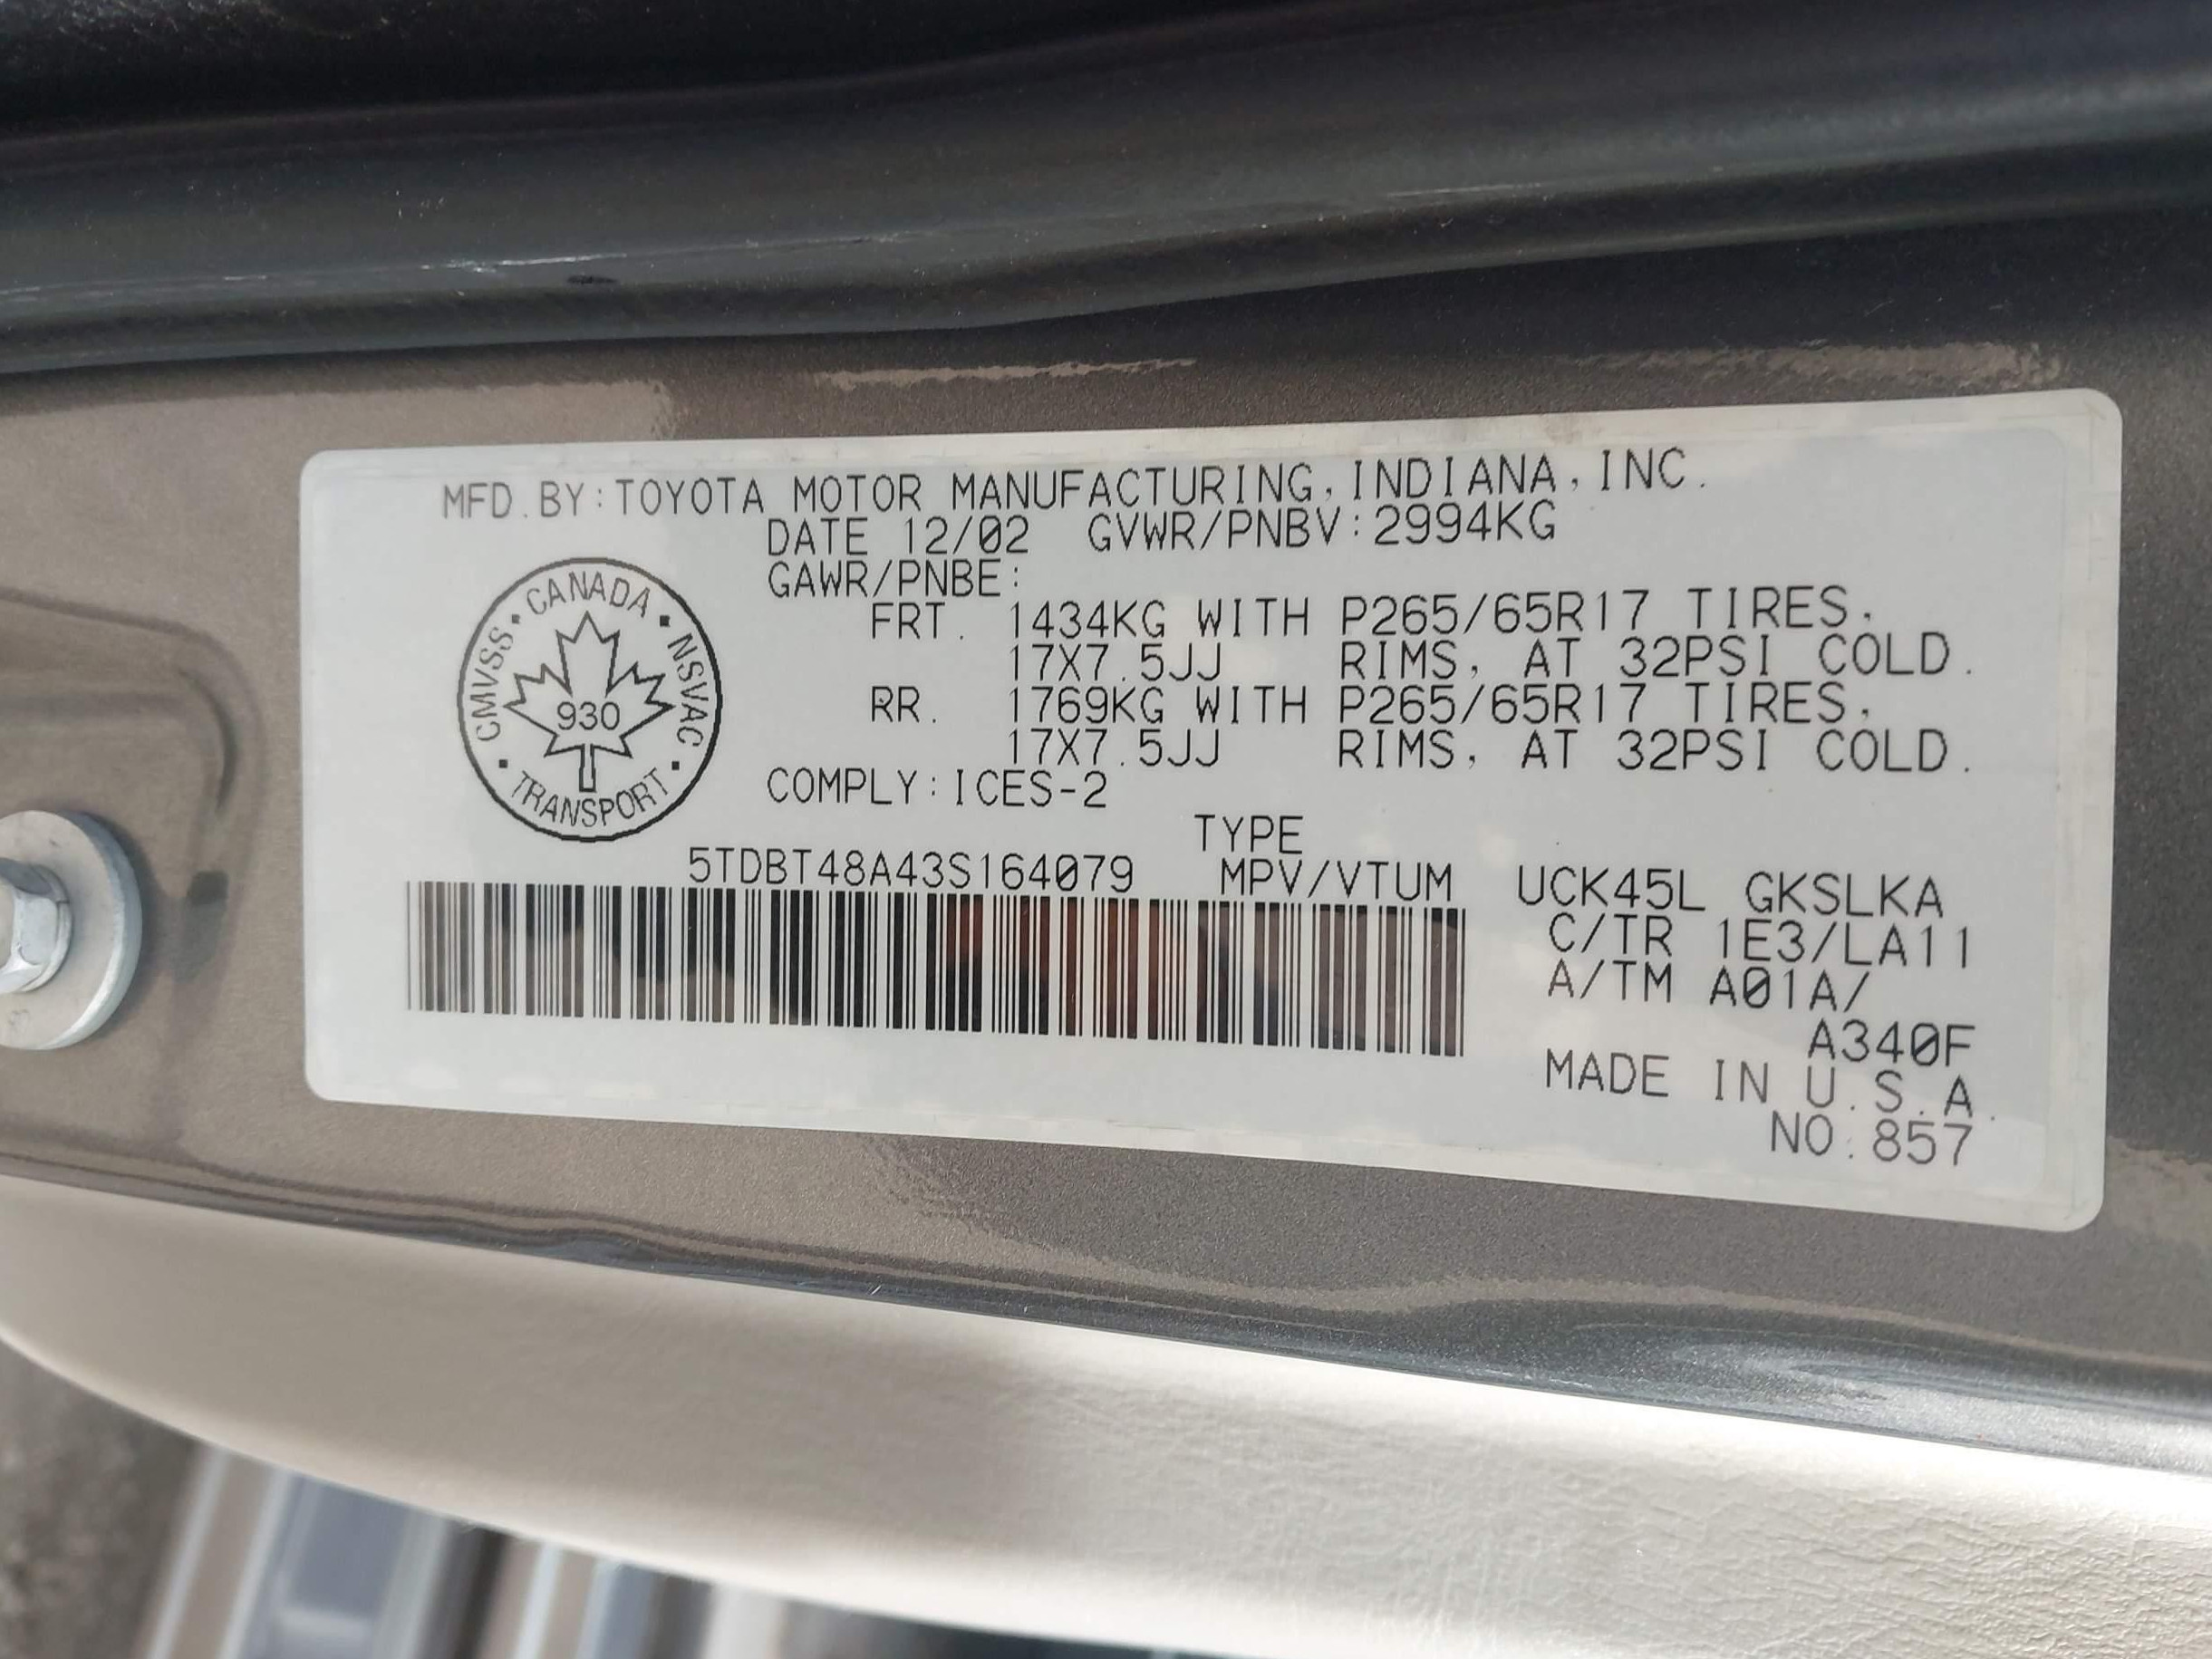 MFD.BY:TOYOTA MOTOR MANUFACTURING,INDIANA,INC.
DATE 12/02 GVWR/PNBV:2994KG
GAWR/PNBE:
FRT. 1434KG WITH P265/65R17 TIRES,
17X7.5JJ RIMS, AT 32PSI COLD.
RR. 1769KG WITH P265/65R17 TIRES,
17X7.5JJ RIMS, AT 32PSI COLD.
COMPLY:ICES-2
CANADA
CMVSS
NSVAC
930
TRANSPORT
TYPE
5TDBT48A43S164079 MPV/VTUM UCK45L GKSLKA
C/TR 1E3/LA11
A/TM A01A/
A340F
MADE IN U.S.A.
NO.857